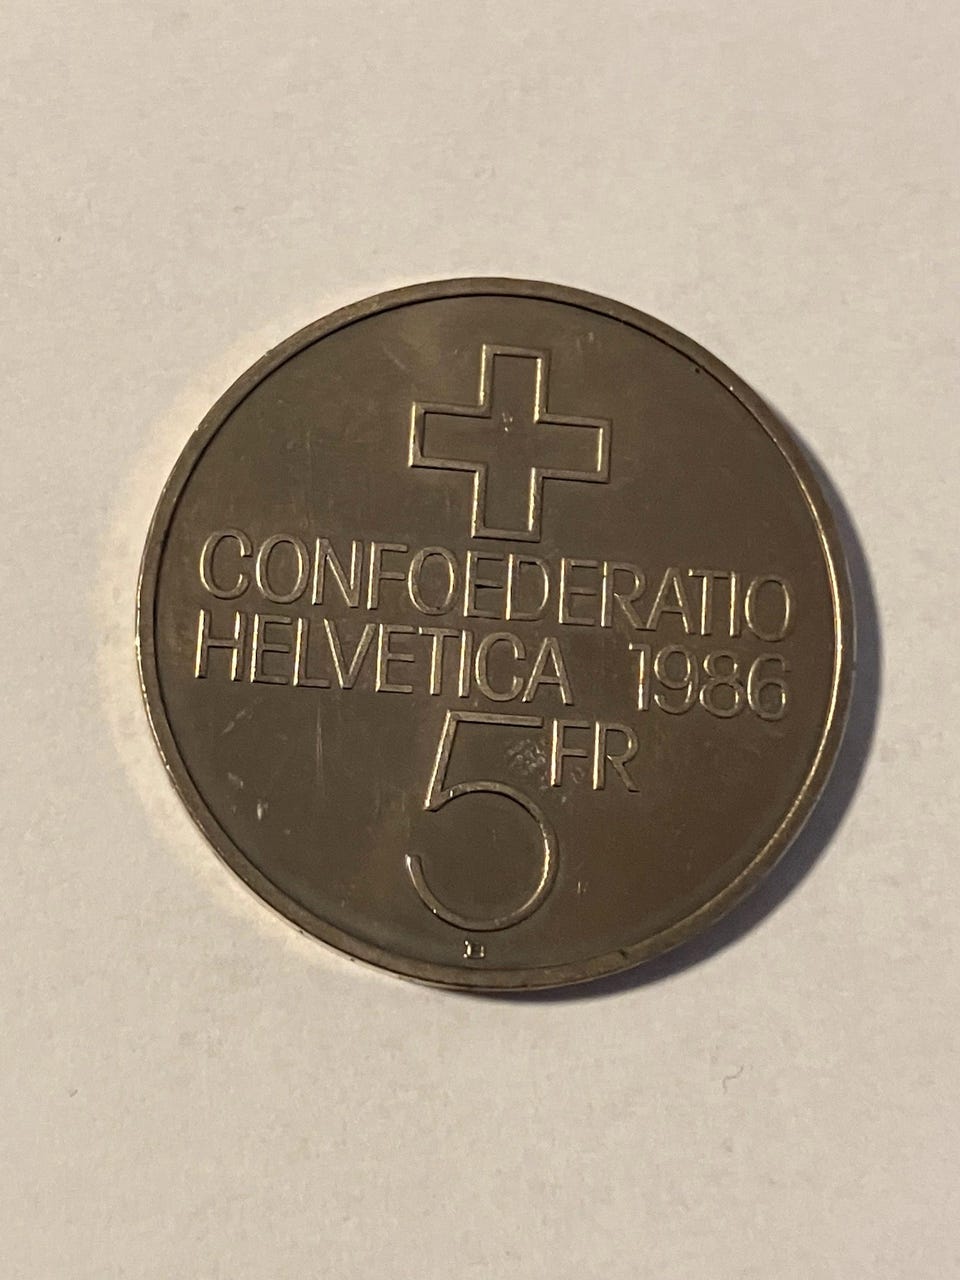 CONFOEDERATIO
HELVETICA 1986
5 FR
B